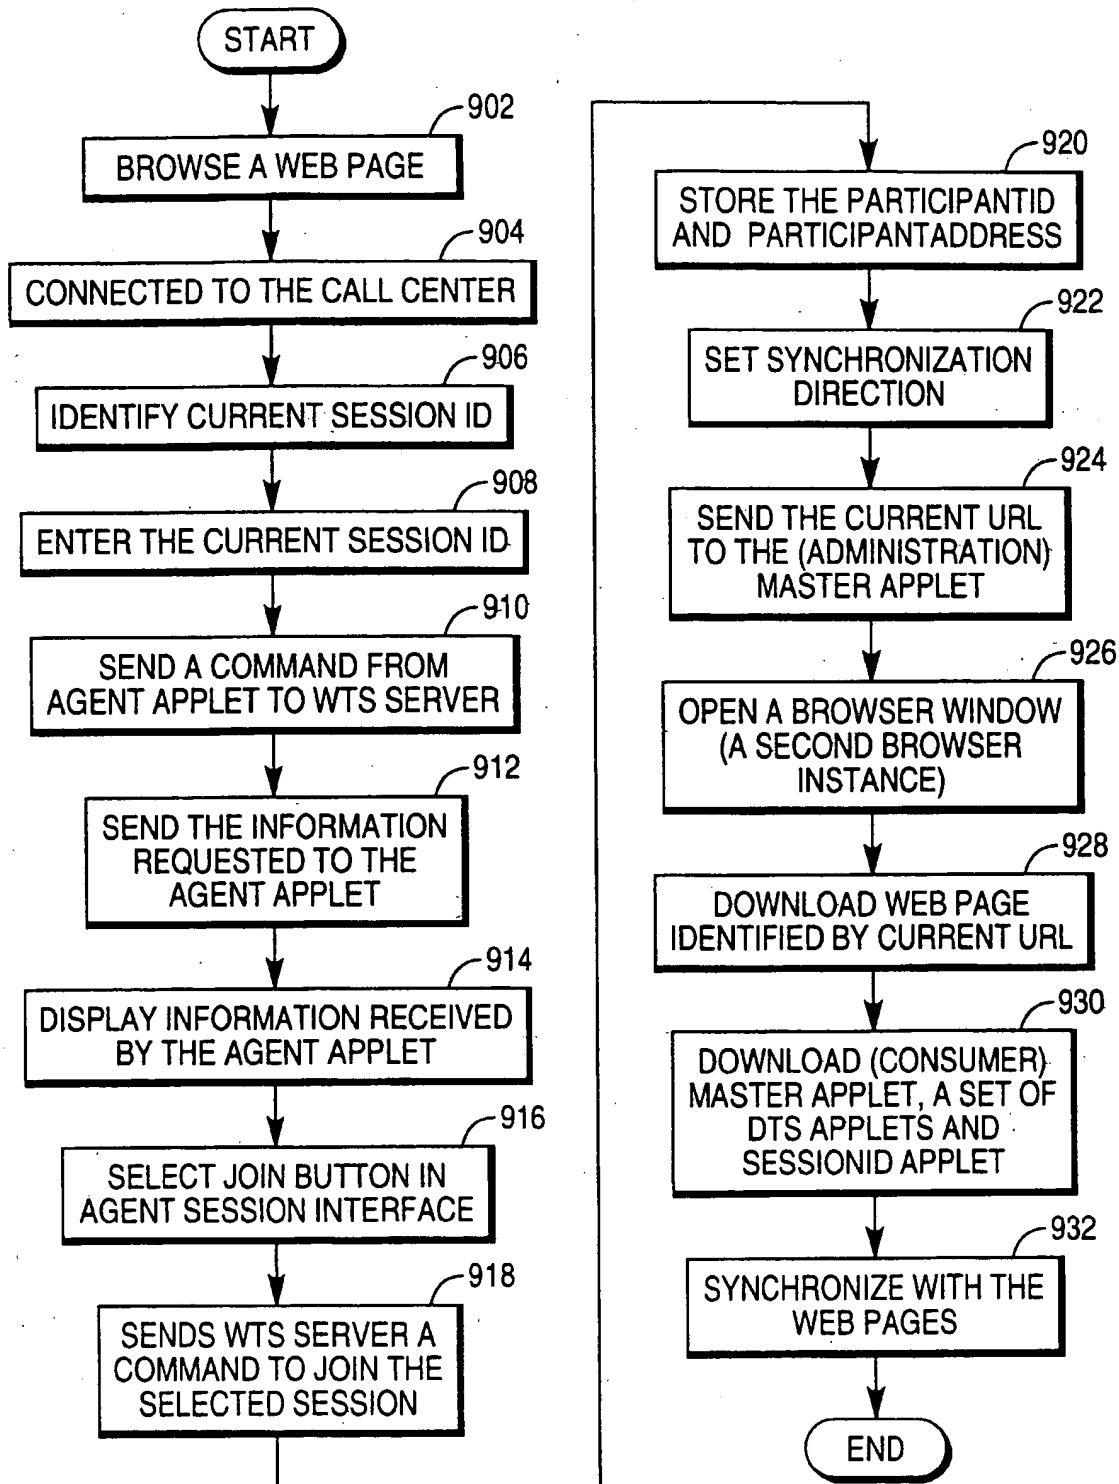 START
902
BROWSE A WEB PAGE
904
CONNECTED TO THE CALL CENTER
906
IDENTIFY CURRENT SESSION ID
908
ENTER THE CURRENT SESSION ID
910
SEND A COMMAND FROM
AGENT APPLET TO WTS SERVER
912
SEND THE INFORMATION
REQUESTED TO THE
AGENT APPLET
914
DISPLAY INFORMATION RECEIVED
BY THE AGENT APPLET
916
SELECT JOIN BUTTON IN
AGENT SESSION INTERFACE
918
SENDS WTS SERVER A
COMMAND TO JOIN THE
SELECTED SESSION
920
STORE THE PARTICIPANTID
AND PARTICIPANTADDRESS
922
SET SYNCHRONIZATION
DIRECTION
924
SEND THE CURRENT URL
TO THE (ADMINISTRATION)
MASTER APPLET
926
OPEN A BROWSER WINDOW
(A SECOND BROWSER
INSTANCE)
928
DOWNLOAD WEB PAGE
IDENTIFIED BY CURRENT URL
930
DOWNLOAD (CONSUMER)
MASTER APPLET, A SET OF
DTS APPLETS AND
SESSIONID APPLET
932
SYNCHRONIZE WITH THE
WEB PAGES
END